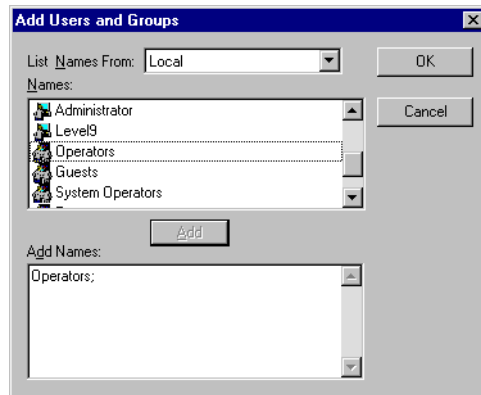 Add Users and Groups
List Names From: Local
OK
Names:
Administrator
Cancel
Level9
Operators
Guests
System Operators
Add
Add Names:
Operators;